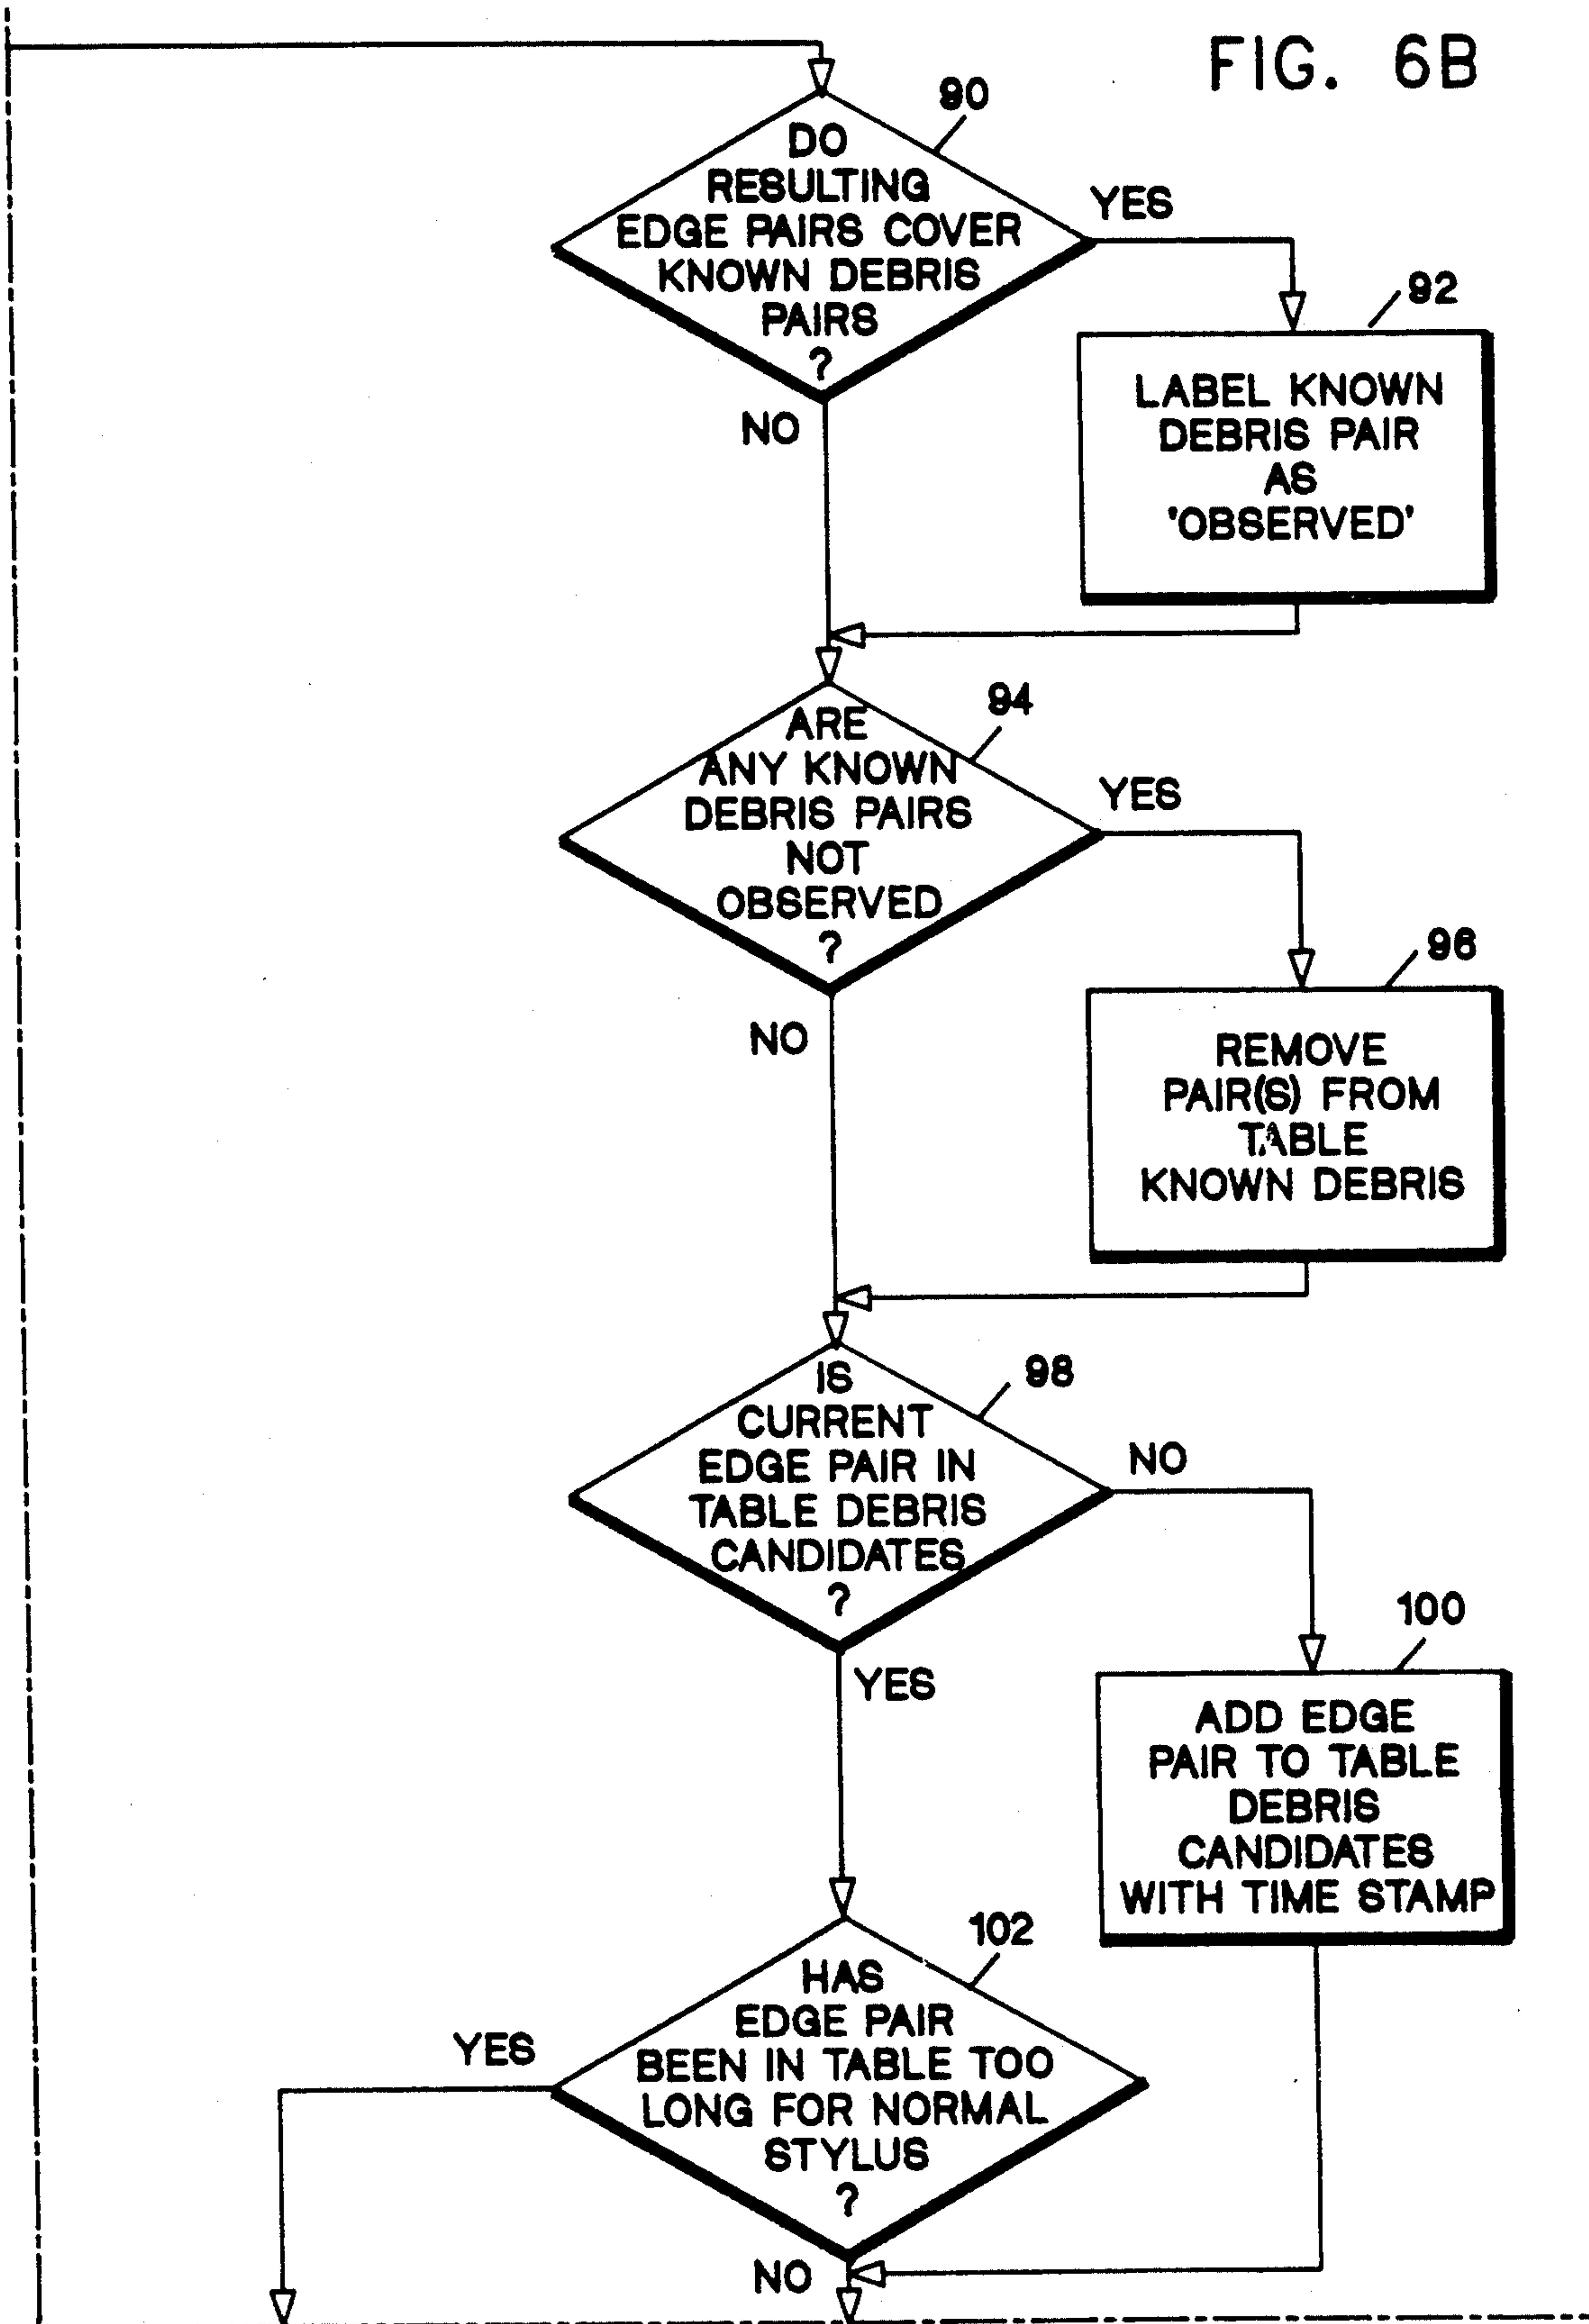 FIG. 6B
90
DO
RESULTING
EDGE PAIRS COVER
KNOWN DEBRIS
PAIRS
?
YES
NO
92
LABEL KNOWN
DEBRIS PAIR
AS
'OBSERVED'
94
ARE
ANY KNOWN
DEBRIS PAIRS
NOT
OBSERVED
?
YES
NO
96
REMOVE
PAIR(S) FROM
TABLE
KNOWN DEBRIS
98
IS
CURRENT
EDGE PAIR IN
TABLE DEBRIS
CANDIDATES
?
NO
YES
100
ADD EDGE
PAIR TO TABLE
DEBRIS
CANDIDATES
WITH TIME STAMP
102
HAS
EDGE PAIR
BEEN IN TABLE TOO
LONG FOR NORMAL
STYLUS
?
YES
NO